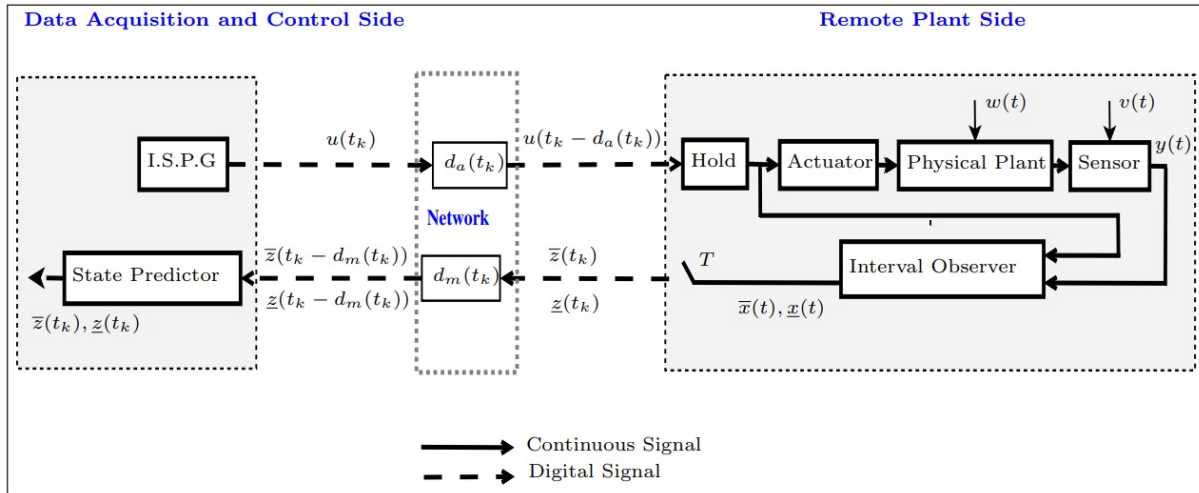 Data Acquisition and Control Side
Remote Plant Side
w(t)
v(t)
u(t_k)
u(t_k − d_a(t_k))
y(t)
I.S.P.G
d_a(t_k)
Hold
Actuator
Physical Plant
Sensor
Network
z̅(t_k − d_m(t_k))
z̅(t_k)
T
State Predictor
d_m(t_k)
Interval Observer
z̲(t_k − d_m(t_k))
z̲(t_k)
x̅(t), x̲(t)
z̅(t_k), z̲(t_k)
Continuous Signal
Digital Signal